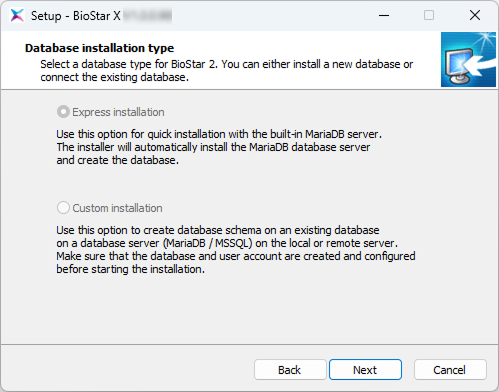 Setup - BioStar X
Database installation type
Select a database type for BioStar 2. You can either install a new database or
connect the existing database.
Express installation
Use this option for quick installation with the built-in MariaDB server.
The installer will automatically install the MariaDB database server
and create the database.
Custom installation
Use this option to create database schema on an existing database
on a database server (MariaDB / MSSQL) on the local or remote server.
Make sure that the database and user account are created and configured
before starting the installation.
Back
Next
Cancel